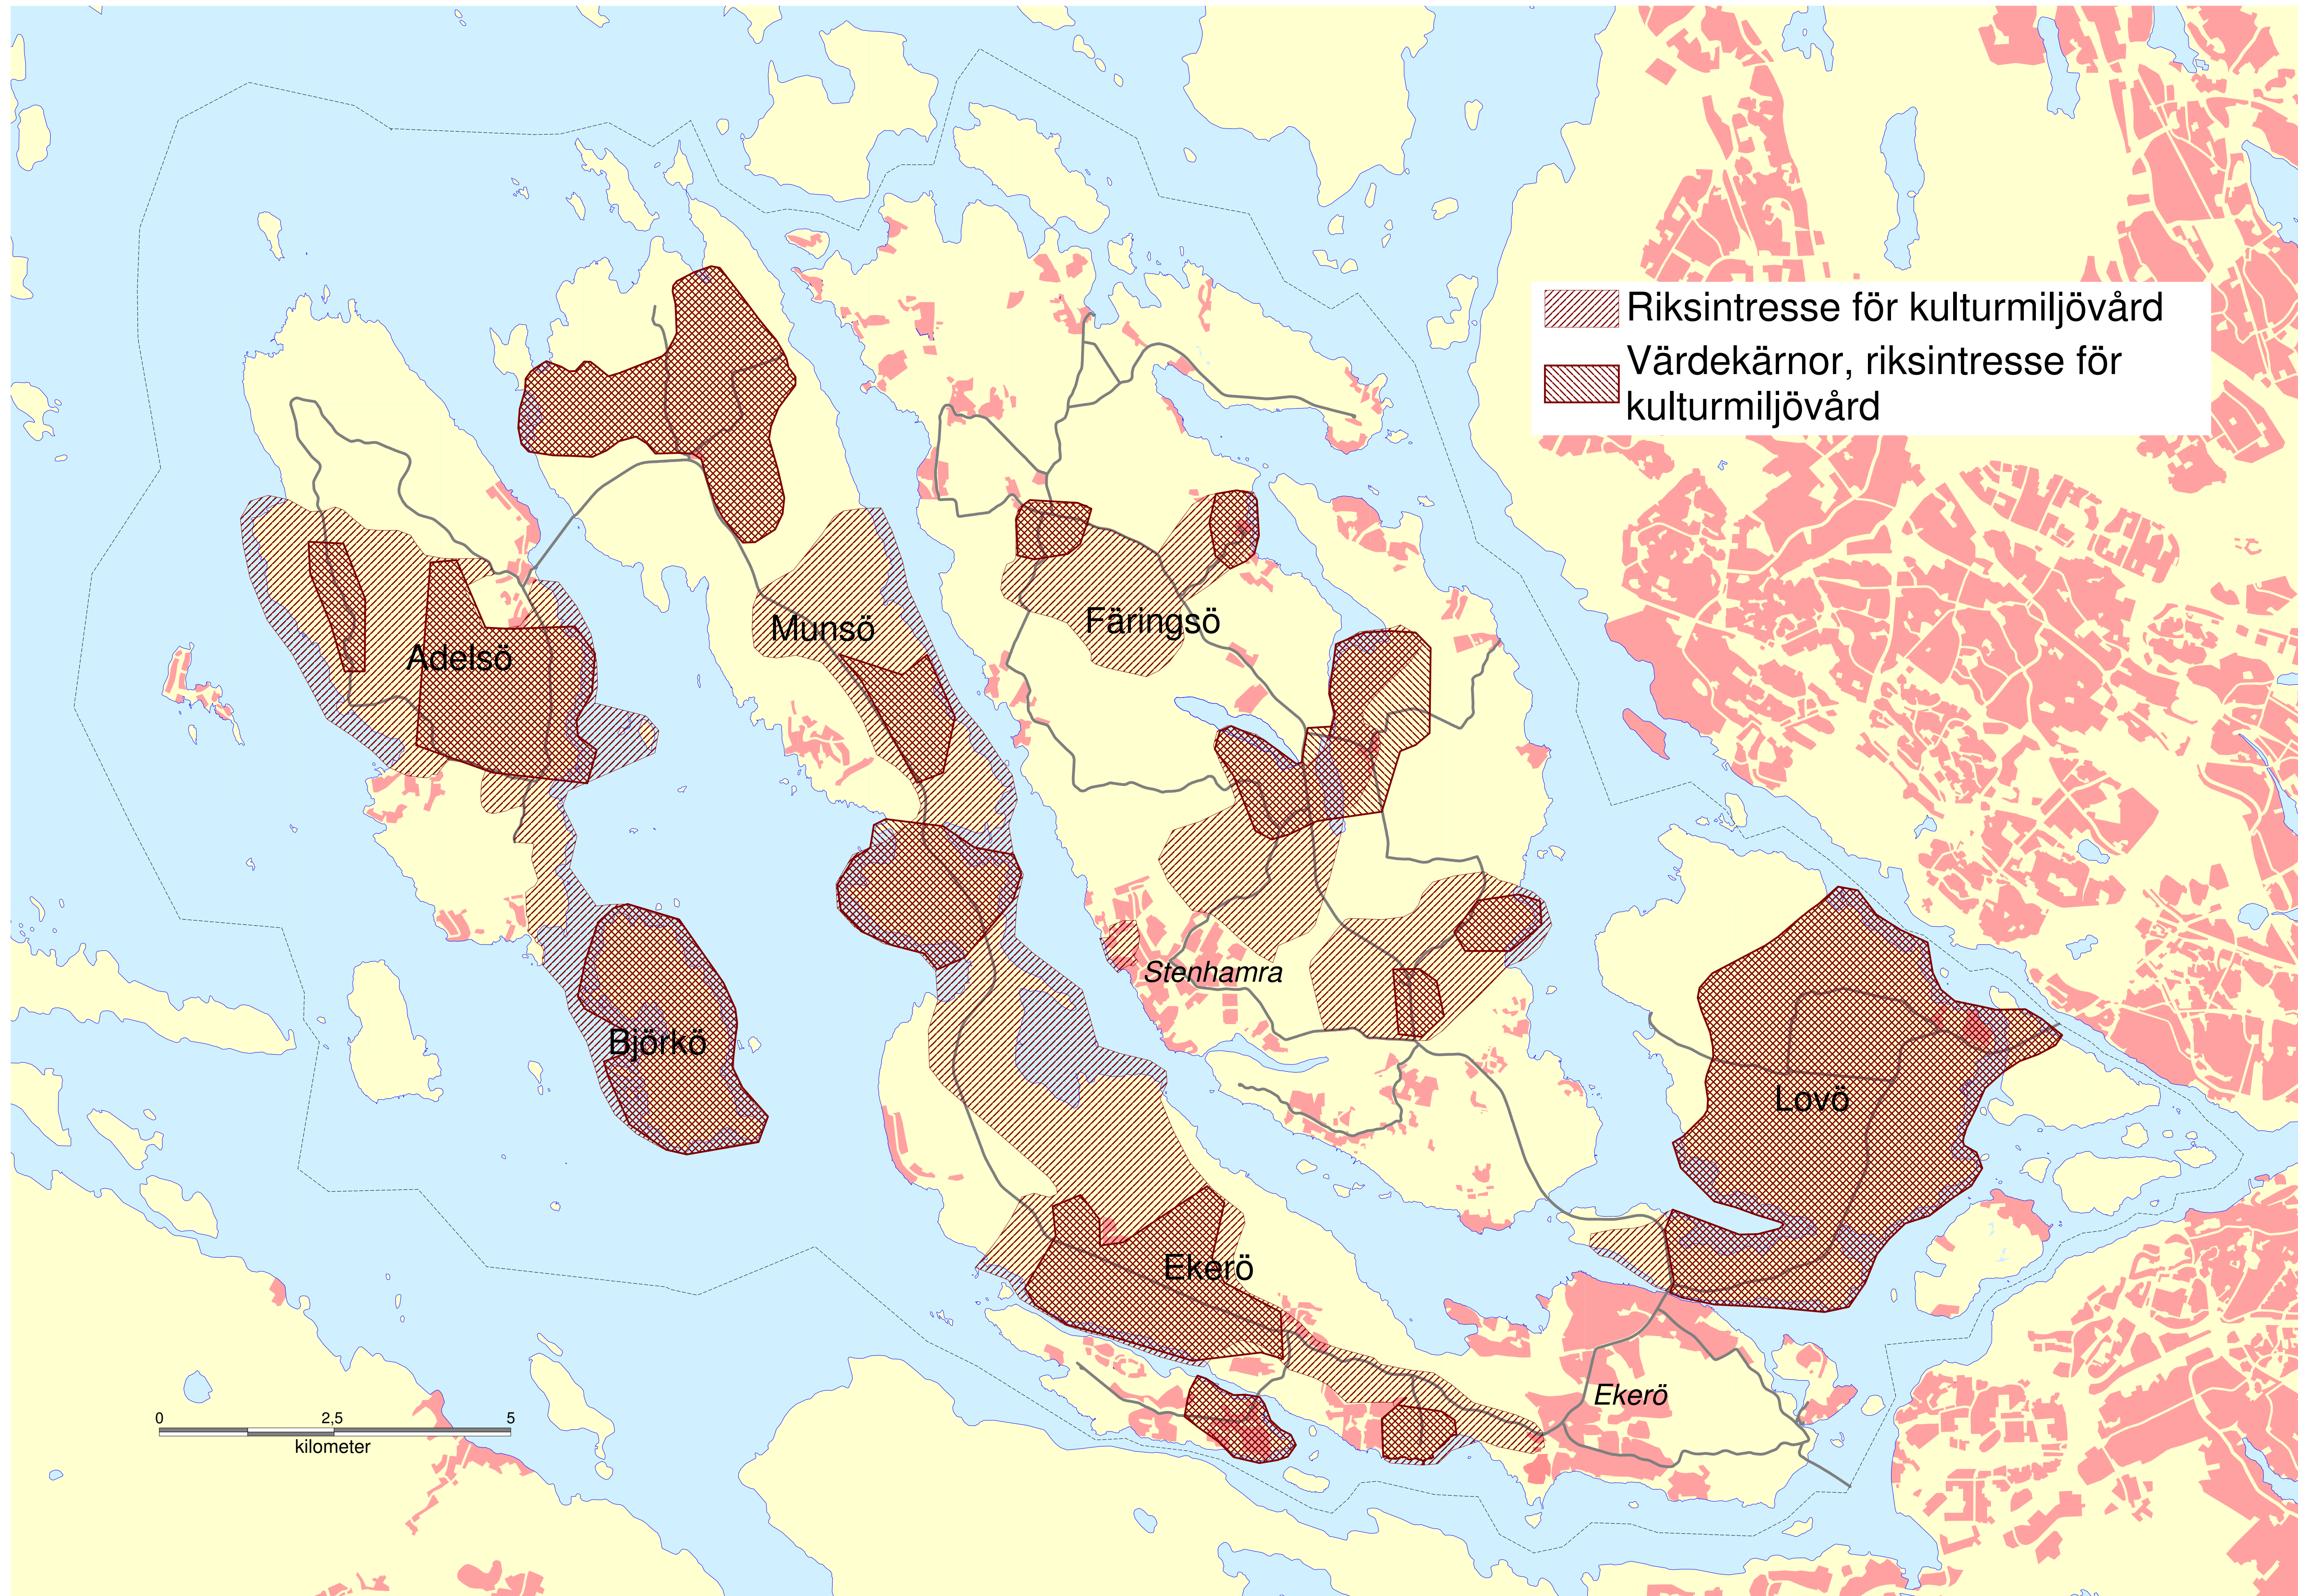 Riksintresse för kulturmiljövård
Värdekärnor, riksintresse för
kulturmiljövård
Munsö
Färingsö
Adelsö
Stenhamra
Björkö
Lovö
Ekerö
Ekerö
0 2,5 5
kilometer